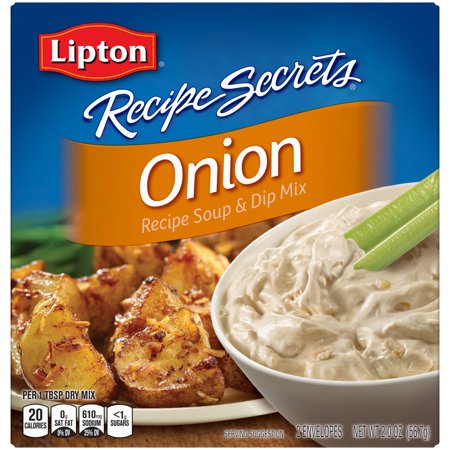 Lipton®
Recipe Secrets®
Onion
Recipe Soup & Dip Mix
PER 1 TBSP DRY MIX
20 CALORIES
0g SAT FAT 0% DV
610mg SODIUM 25% DV
<1g SUGARS
SERVING SUGGESTION
2 ENVELOPES NET WT 2.0 OZ (56.7g)